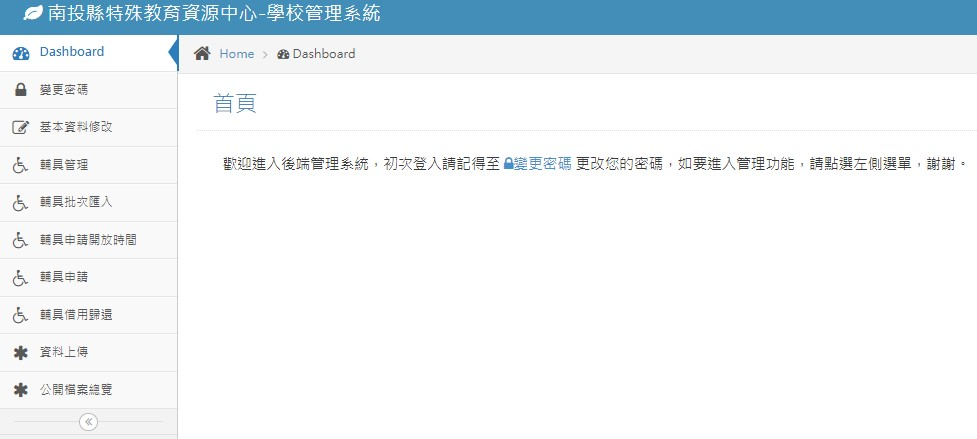 南投縣特殊教育資源中心-學校管理系統
Dashboard
Home > Dashboard
變更密碼
首頁
基本資料修改
歡迎進入後端管理系統，初次登入請記得至 變更密碼 更改您的密碼，如要進入管理功能，請點選左側選單，謝謝。
輔具管理
輔具批次匯入
輔具申請開放時間
輔具申請
輔具借用歸還
資料上傳
公開檔案總覽